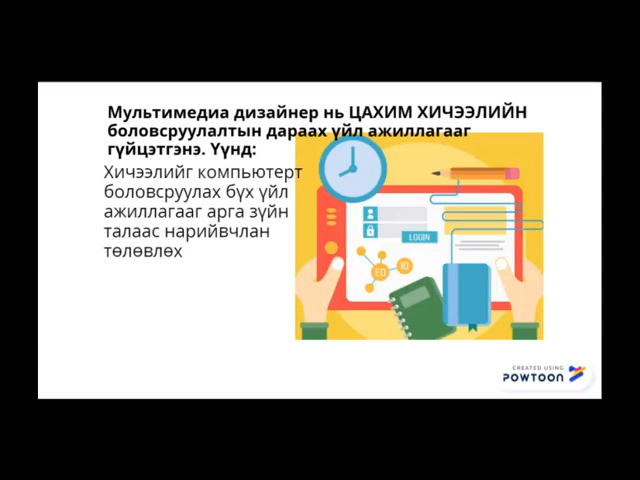 Мультимедиа дизайнер нь ЦАХИМ ХИЧЭЭЛИЙН
боловсруулалтын дараах үйл ажиллагааг
гүйцэтгэнэ. Үүнд:
Хичээлийг компьютерт
боловсруулах бүх үйл
ажиллагааг арга зүйн
талаас нарийвчлан
төлөвлөх
LOGIN
CREATED USING
POWTOON